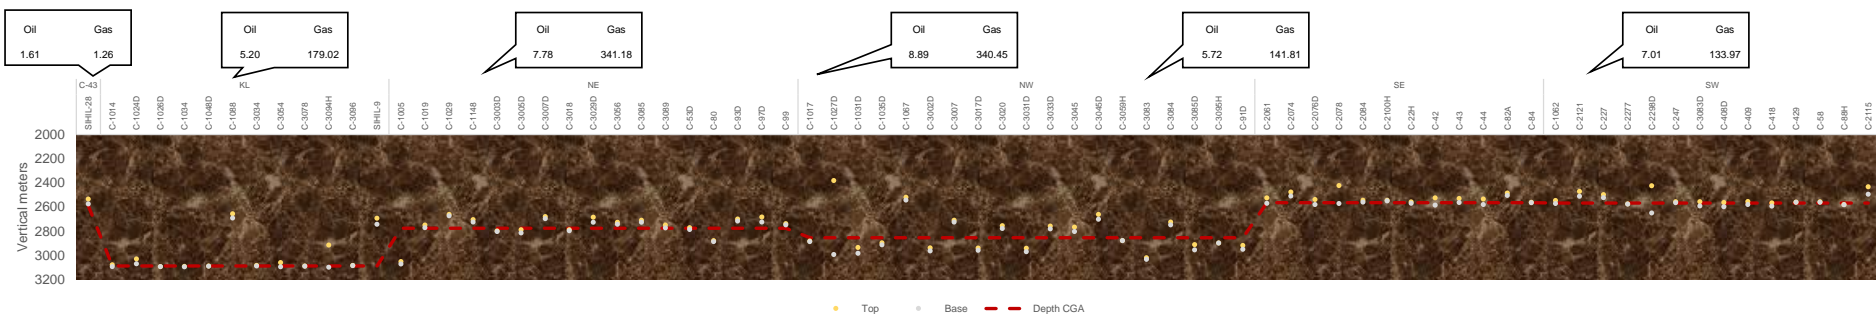 Oil Gas
1.61 1.26
Oil Gas
5.20 179.02
Oil Gas
7.78 341.18
Oil Gas
8.89 340.45
Oil Gas
5.72 141.81
Oil Gas
7.01 133.97
C-43 KL NE NW SE SW
SIHIL-28
C-1014
C-1024D
C-1026D
C-1034
C-1048D
C-1088
C-3034
C-3054
C-3078
C-3094H
C-3096
SIHIL-9
C-1005
C-1019
C-1029
C-1148
C-3003D
C-3005D
C-3007D
C-3018
C-3029D
C-3056
C-3085
C-3089
C-53D
C-80
C-93D
C-97D
C-99
C-1017
C-1027D
C-1031D
C-1035D
C-1067
C-3002D
C-3007
C-3017D
C-3020
C-3031D
C-3033D
C-3045
C-3045D
C-3059H
C-3083
C-3084
C-3085D
C-3095H
C-91D
C-2061
C-2074
C-2076D
C-2078
C-2084
C-2100H
C-22H
C-42
C-43
C-44
C-82A
C-84
C-1062
C-2121
C-227
C-2277
C-2298D
C-247
C-3083D
C-408D
C-409
C-418
C-429
C-58
C-88H
C-2115
Vertical meters
2000
2200
2400
2600
2800
3000
3200
Top Base Depth CGA